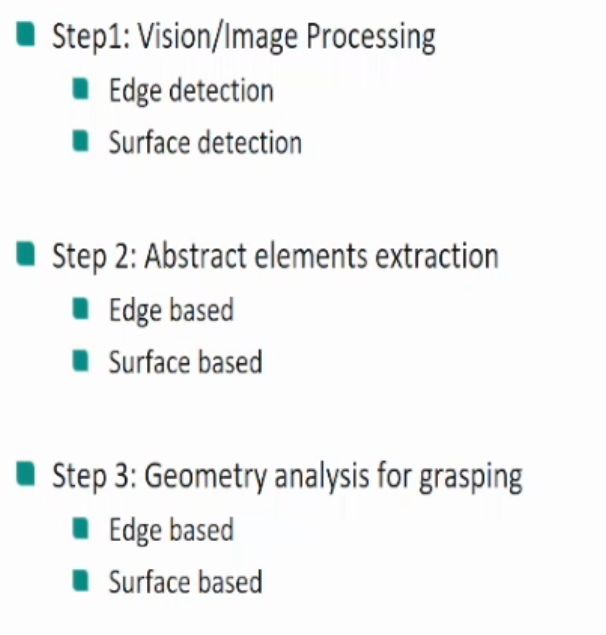 Step1: Vision/Image Processing
Edge detection
Surface detection
Step 2: Abstract elements extraction
Edge based
Surface based
Step 3: Geometry analysis for grasping
Edge based
Surface based